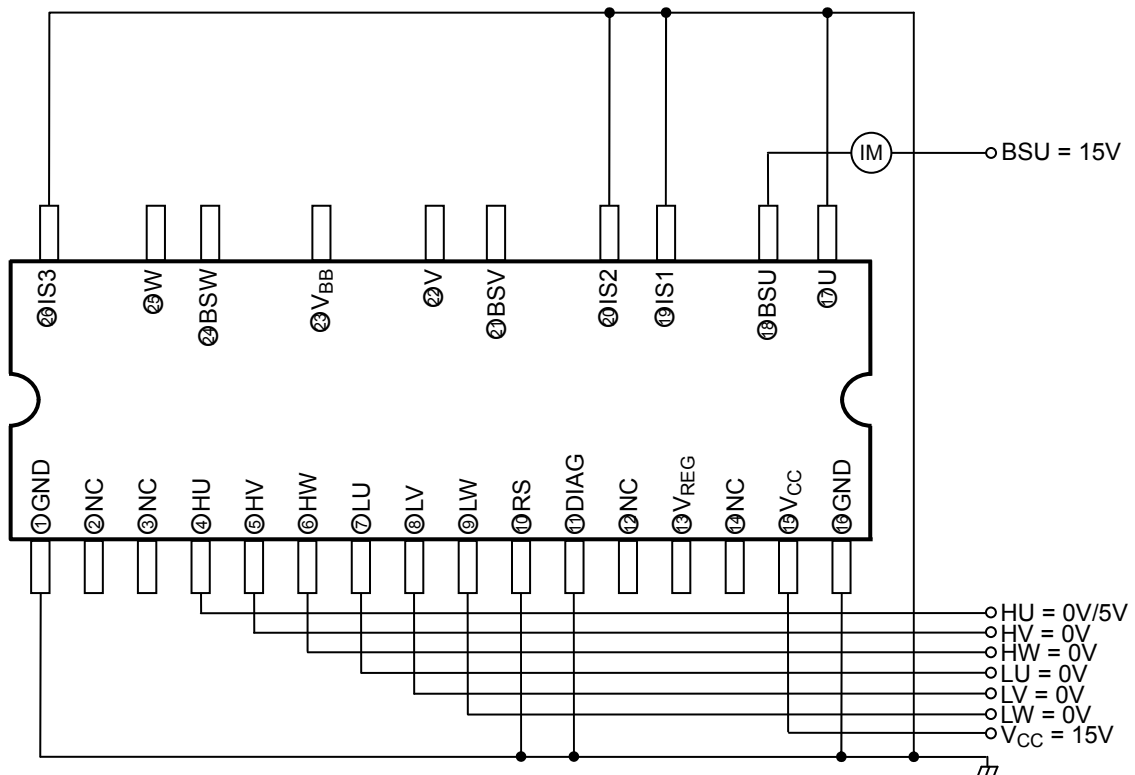 IM
BSU = 15V
㉖IS3
㉕W
㉔BSW
㉓VBB
㉒V
㉑BSV
⑳IS2
⑲IS1
⑱BSU
⑰U
①GND
②NC
③NC
④HU
⑤HV
⑥HW
⑦LU
⑧LV
⑨LW
⑩RS
⑪DIAG
⑫NC
⑬VREG
⑭NC
⑮VCC
⑯GND
HU = 0V/5V
HV = 0V
HW = 0V
LU = 0V
LV = 0V
LW = 0V
VCC = 15V